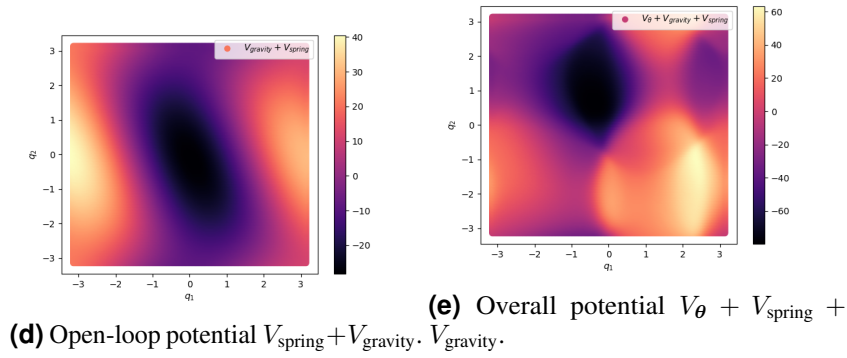 V_gravity + V_spring
3
2
1
0
−1
−2
−3
q₂
−3 −2 −1 0 1 2 3
q₁
40
30
20
10
0
−10
−20
V_θ + V_gravity + V_spring
3
2
1
0
−1
−2
−3
q₂
−3 −2 −1 0 1 2 3
q₁
60
40
20
0
−20
−40
−60
(d) Open-loop potential V_spring+V_gravity.
(e) Overall potential V_θ + V_spring +
V_gravity.